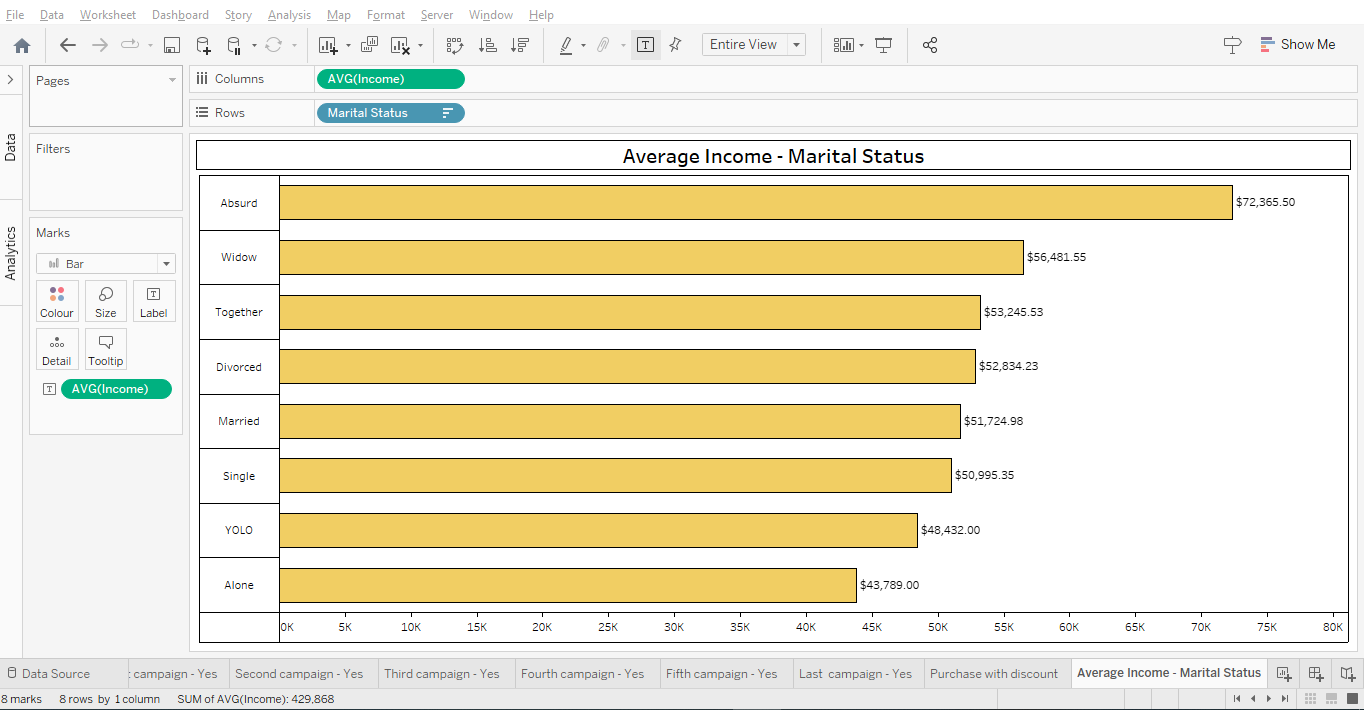 File Data Worksheet Dashboard Story Analysis Map Format Server Window Help
Entire View
Show Me
Pages
Columns
AVG(Income)
Rows
Marital Status
Data
Analytics
Filters
Marks
Bar
Colour Size Label
Detail Tooltip
AVG(Income)
Average Income - Marital Status
Absurd $72,365.50
Widow $56,481.55
Together $53,245.53
Divorced $52,834.23
Married $51,724.98
Single $50,995.35
YOLO $48,432.00
Alone $43,789.00
0K 5K 10K 15K 20K 25K 30K 35K 40K 45K 50K 55K 60K 65K 70K 75K 80K
Data Source campaign - Yes Second campaign - Yes Third campaign - Yes Fourth campaign - Yes Fifth campaign - Yes Last campaign - Yes Purchase with discount Average Income - Marital Status
8 marks 8 rows by 1 column SUM of AVG(Income): 429,868